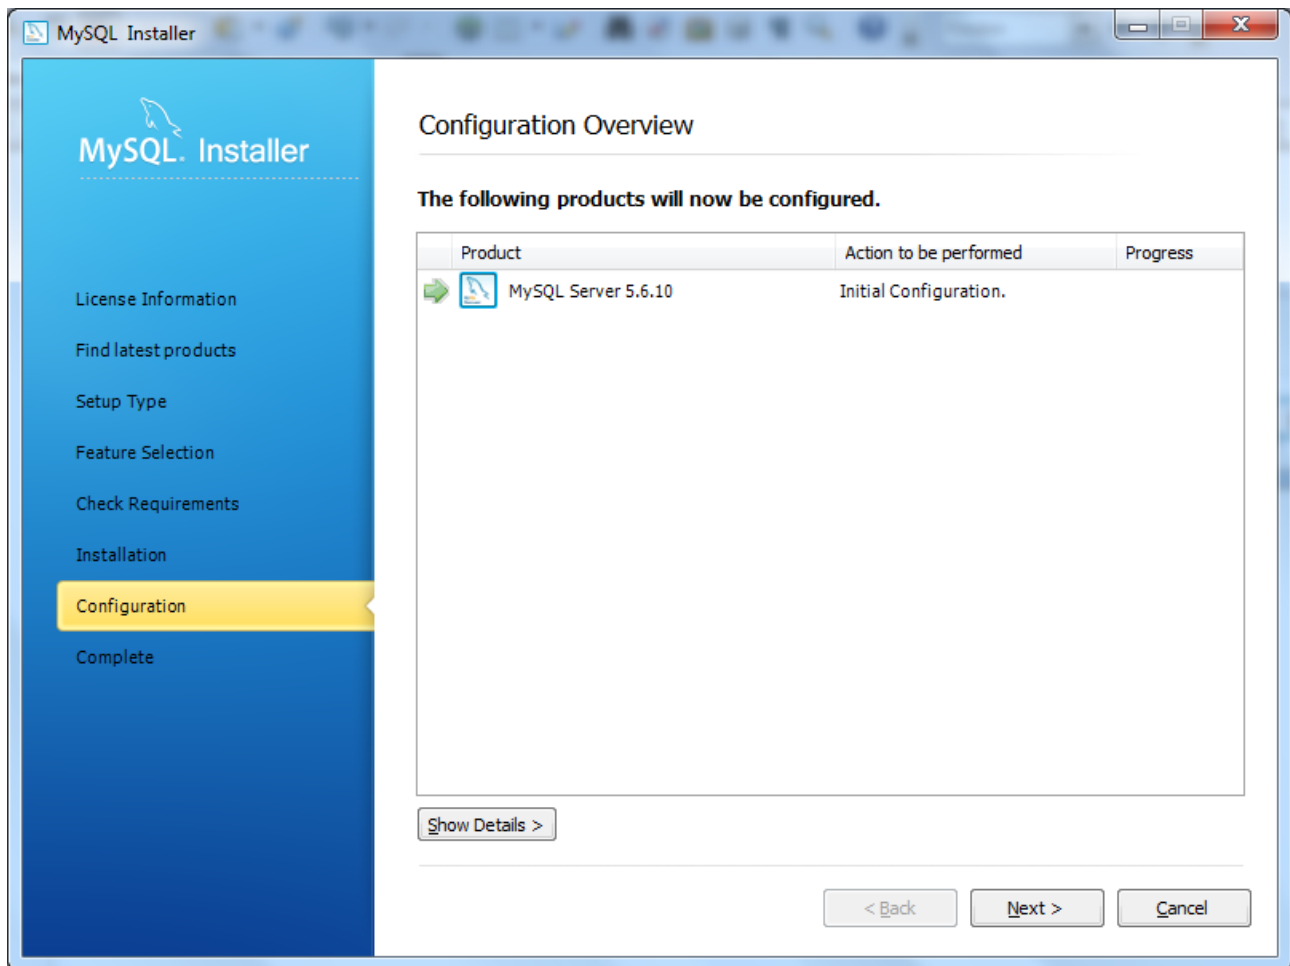 MySQL Installer
MySQL. Installer
License Information
Find latest products
Setup Type
Feature Selection
Check Requirements
Installation
Configuration
Complete
Configuration Overview
The following products will now be configured.
Product Action to be performed Progress
MySQL Server 5.6.10 Initial Configuration.
Show Details >
< Back Next > Cancel